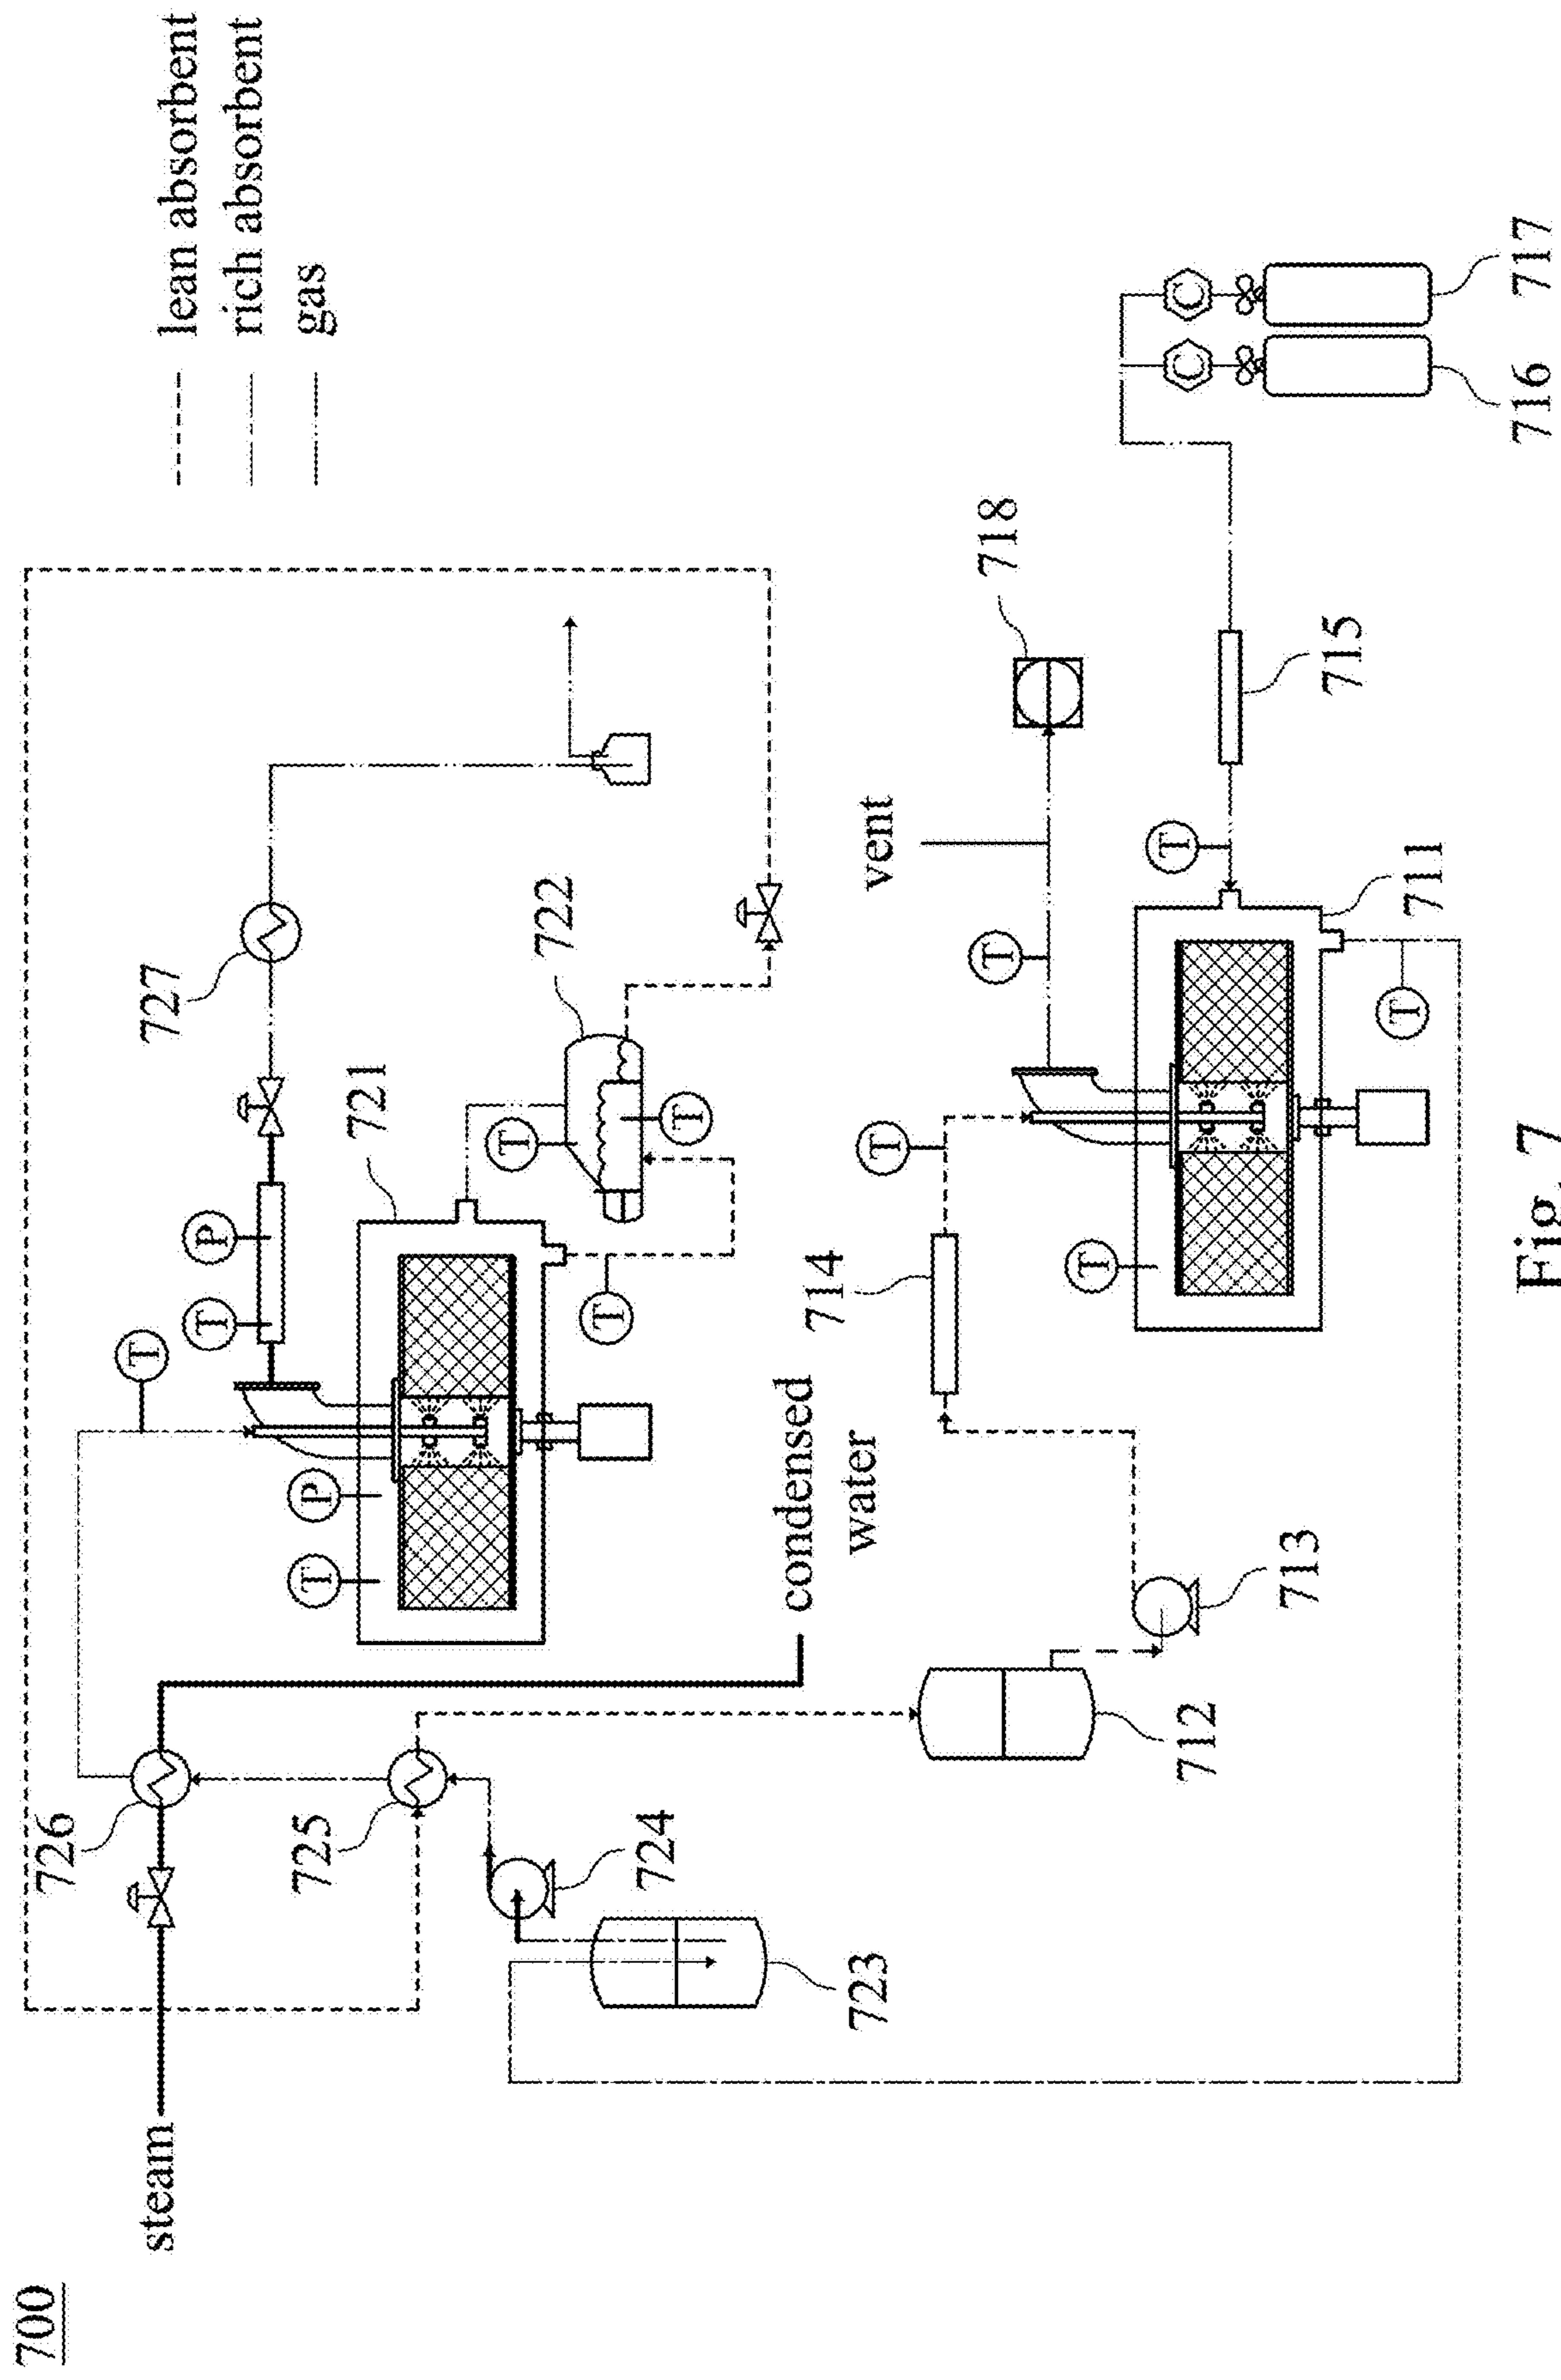 700
steam
726
T
T
P
727
lean absorbent
rich absorbent
gas
725
T
P
721
T
722
724
T
T
723
condensed
water
714
T
vent
T
718
712
713
T
T
715
711
T
C
C
716
717
Fig. 7